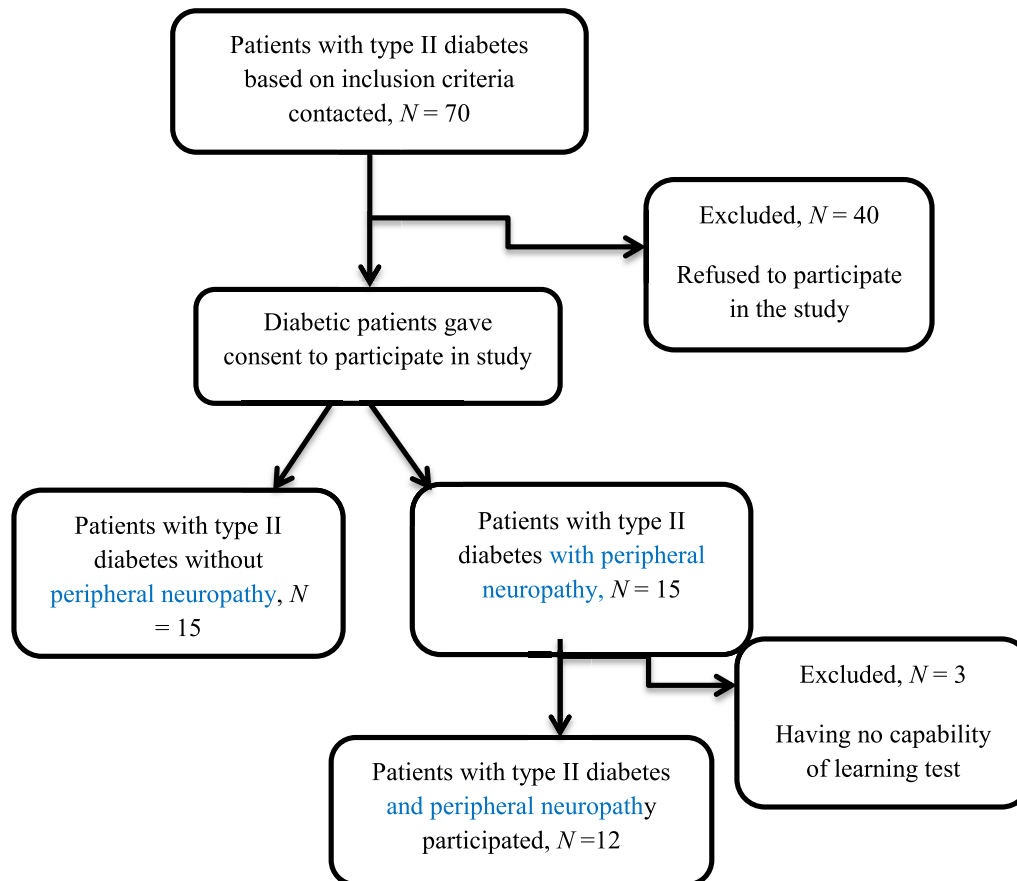 Patients with type II diabetes
based on inclusion criteria
contacted, N = 70
Excluded, N = 40
Refused to participate
in the study
Diabetic patients gave
consent to participate in study
Patients with type II
diabetes without
peripheral neuropathy, N
= 15
Patients with type II
diabetes with peripheral
neuropathy, N = 15
Excluded, N = 3
Having no capability
of learning test
Patients with type II diabetes
and peripheral neuropathy
participated, N =12